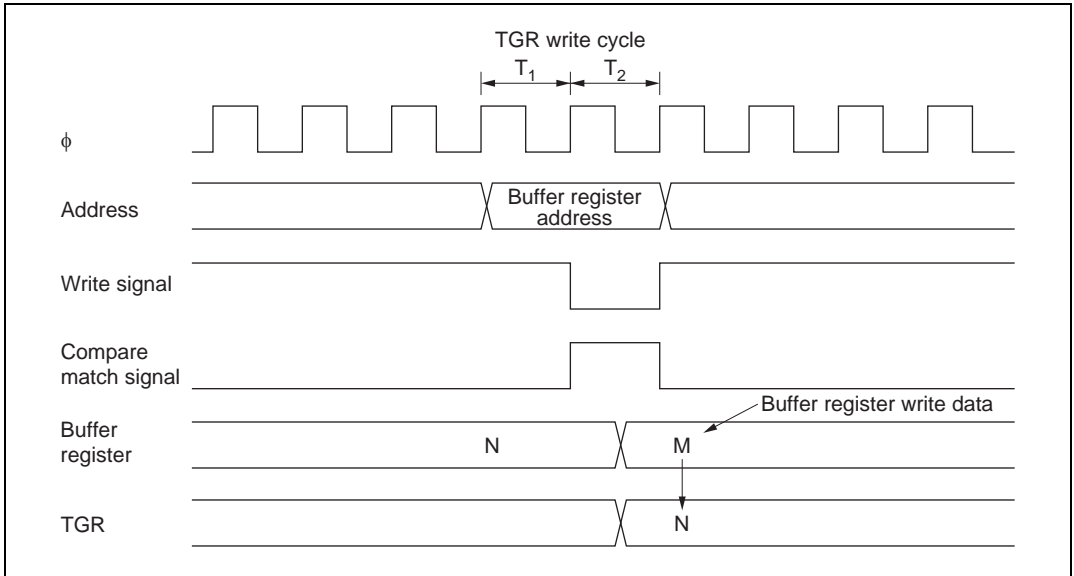 TGR write cycle
T1 T2
ϕ
Address
Buffer register
address
Write signal
Compare
match signal
Buffer register write data
Buffer
register
N M
TGR
N